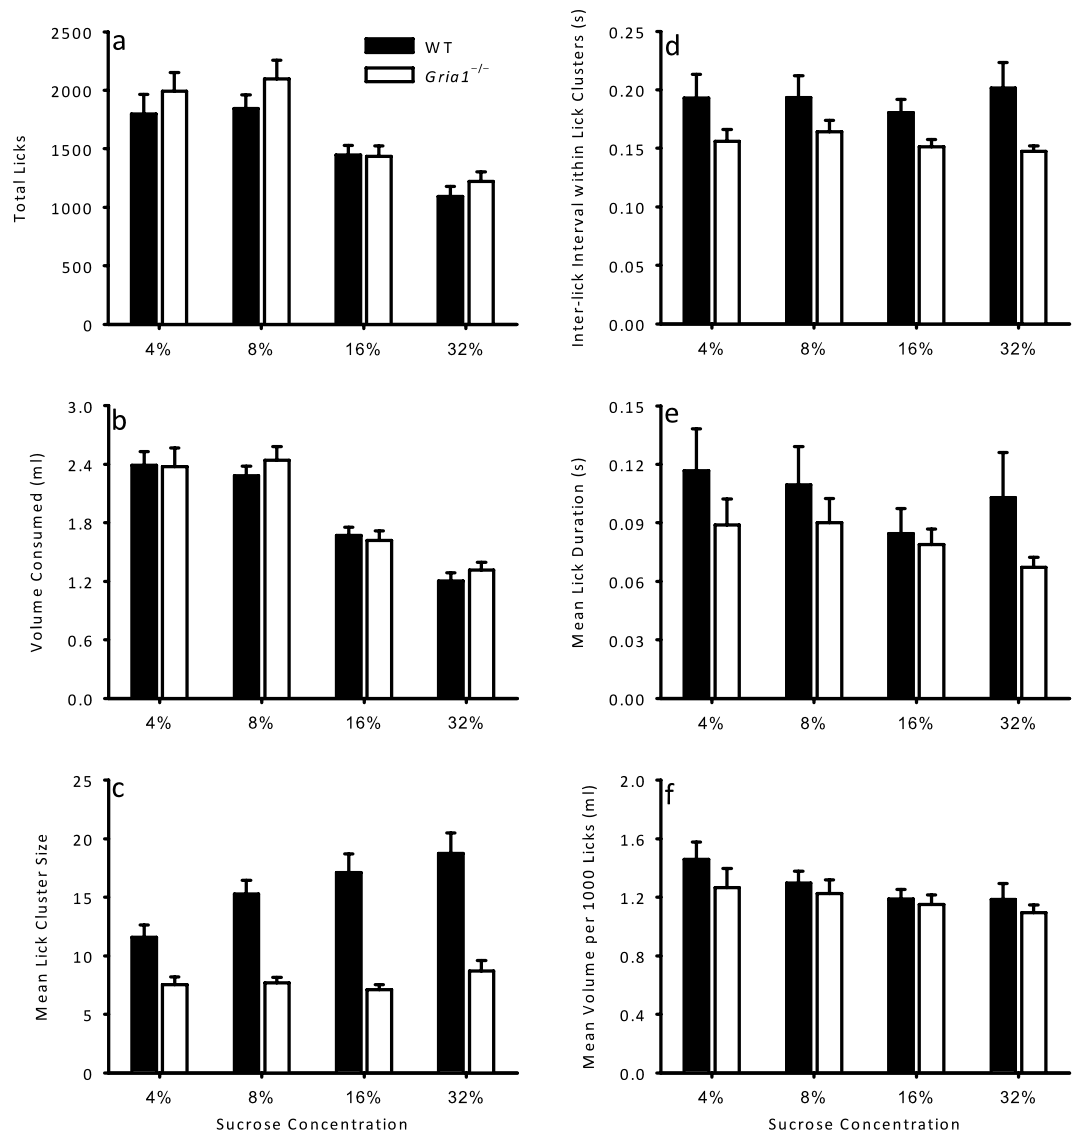 a
WT
Gria1−/−
2500
2000
1500
1000
500
0
Total Licks
4% 8% 16% 32%
d
0.25
0.20
0.15
0.10
0.05
0.00
Inter-lick Interval within Lick Clusters (s)
4% 8% 16% 32%
b
3.0
2.4
1.8
1.2
0.6
0.0
Volume Consumed (ml)
4% 8% 16% 32%
e
0.15
0.12
0.09
0.06
0.03
0.00
Mean Lick Duration (s)
4% 8% 16% 32%
c
25
20
15
10
5
0
Mean Lick Cluster Size
4% 8% 16% 32%
Sucrose Concentration
f
2.0
1.6
1.2
0.8
0.4
0.0
Mean Volume per 1000 Licks (ml)
4% 8% 16% 32%
Sucrose Concentration